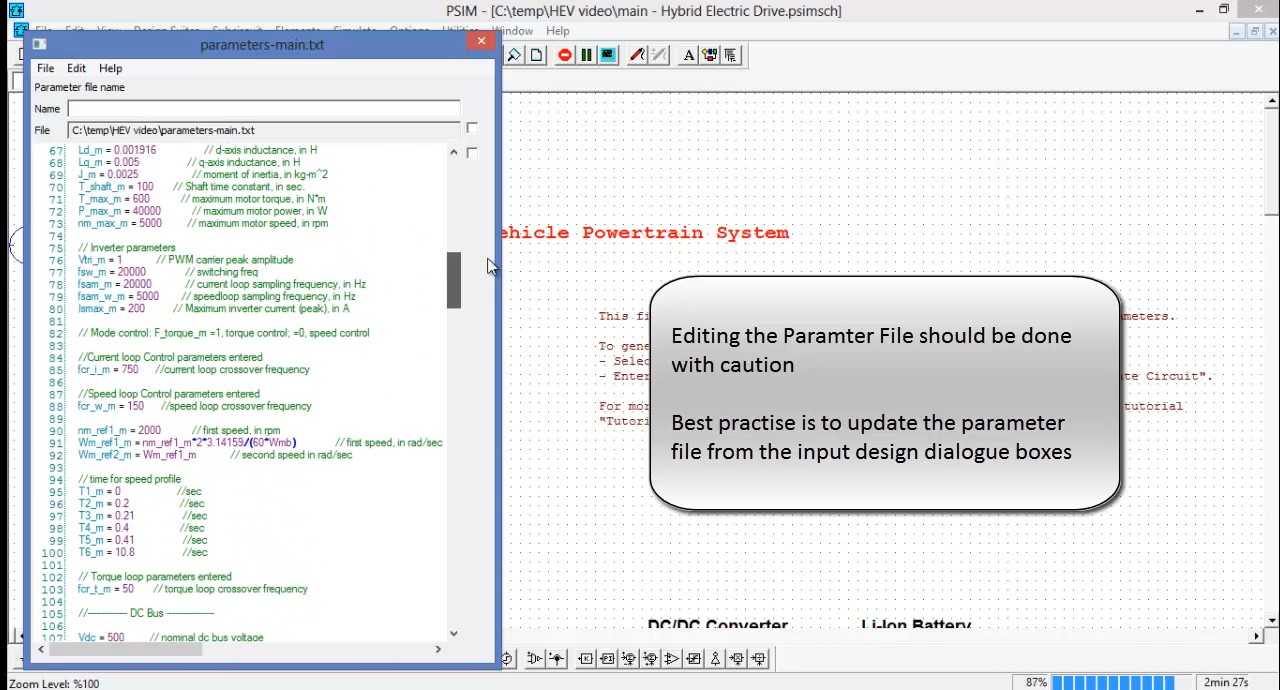 PSIM - [C:\temp\HEV video\main - Hybrid Electric Drive.psimsch]
Window Help
parameters-main.txt
File Edit Help
Parameter file name
Name
File C:\temp\HEV video\parameters-main.txt
67 Ld_m = 0.001916 // d-axis inductance, in H
68 Lq_m = 0.005 // q-axis inductance, in H
69 J_m = 0.0025 // moment of inertia, in kg-m^2
70 T_shaft_m = 100 // Shaft time constant, in sec.
71 T_max_m = 600 // maximum motor torque, in N*m
72 P_max_m = 40000 // maximum motor power, in W
73 nm_max_m = 5000 // maximum motor speed, in rpm
74
75 // Inverter parameters
76 Vtri_m = 1 // PWM carrier peak amplitude
77 fsw_m = 20000 // switching freq
78 fsam_m = 20000 // current loop sampling frequency, in Hz
79 fsam_w_m = 5000 // speedloop sampling frequency, in Hz
80 Ismax_m = 200 // Maximum inverter current (peak), in A
81
82 // Mode control: F_torque_m =1, torque control; =0, speed control
83
84 //Current loop Control parameters entered
85 fcr_i_m = 750 //current loop crossover frequency
86
87 //Speed loop Control parameters entered
88 fcr_w_m = 150 //speed loop crossover frequency
89
90 nm_ref1_m = 2000 // first speed, in rpm
91 Wm_ref1_m = nm_ref1_m*2*3.14159/(60*Wmb) // first speed, in rad/sec
92 Wm_ref2_m = Wm_ref1_m // second speed in rad/sec
93
94 // time for speed profile
95 T1_m = 0 //sec
96 T2_m = 0.2 //sec
97 T3_m = 0.21 //sec
98 T4_m = 0.4 //sec
99 T5_m = 0.41 //sec
100 T6_m = 10.8 //sec
101
102 // Torque loop parameters entered
103 fcr_t_m = 50 // torque loop crossover frequency
104
105 //------------- DC Bus ----------------
106
107 Vdc = 500 // nominal dc bus voltage
ehicle Powertrain System
This fi
ameters.
To gene
- Selec
- Enter
te Circuit".
For mor
tutorial
"Tutori
Editing the Paramter File should be done
with caution
Best practise is to update the parameter
file from the input design dialogue boxes
DC/DC Converter Li-Ion Battery
Zoom Level: %100
87% 2min 27s